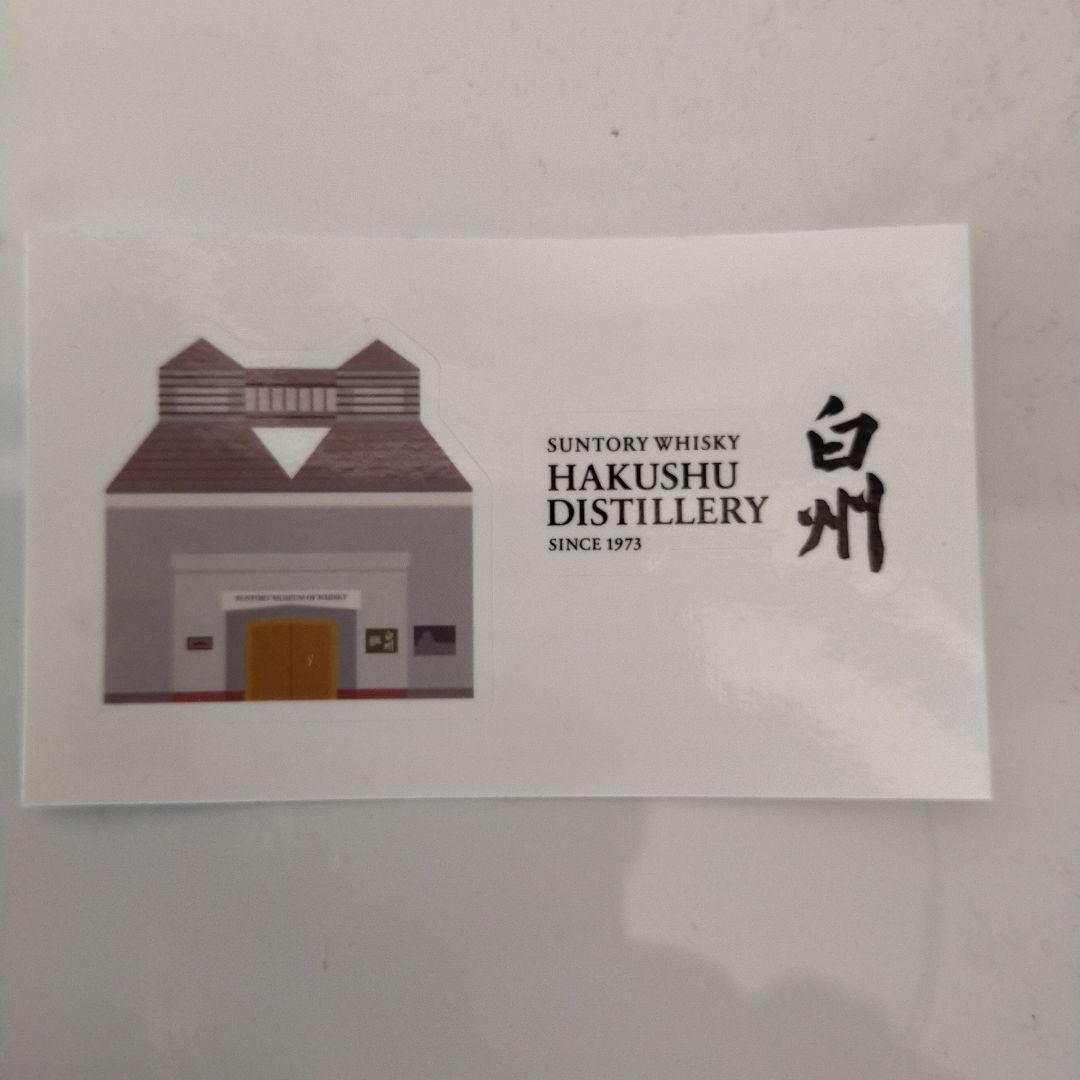 SUNTORY MUSEUM OF WHISKY
SUNTORY WHISKY
HAKUSHU
DISTILLERY
SINCE 1973
白州